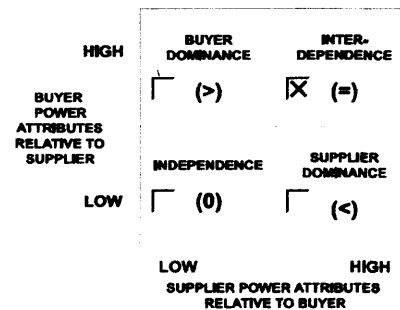 HIGH
BUYER
DOMINANCE
(>)
INTER-
DEPENDENCE
(=)
BUYER
POWER
ATTRIBUTES
RELATIVE TO
SUPPLIER
INDEPENDENCE
(0)
SUPPLIER
DOMINANCE
(<)
LOW
LOW
HIGH
SUPPLIER POWER ATTRIBUTES
RELATIVE TO BUYER